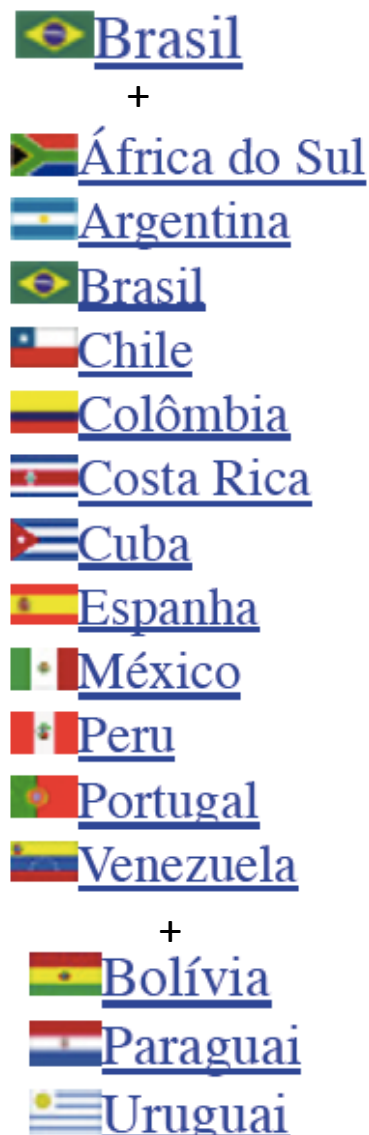 Brasil
+
África do Sul
Argentina
Brasil
Chile
Colômbia
Costa Rica
Cuba
Espanha
México
Peru
Portugal
Venezuela
+
Bolívia
Paraguai
Uruguai